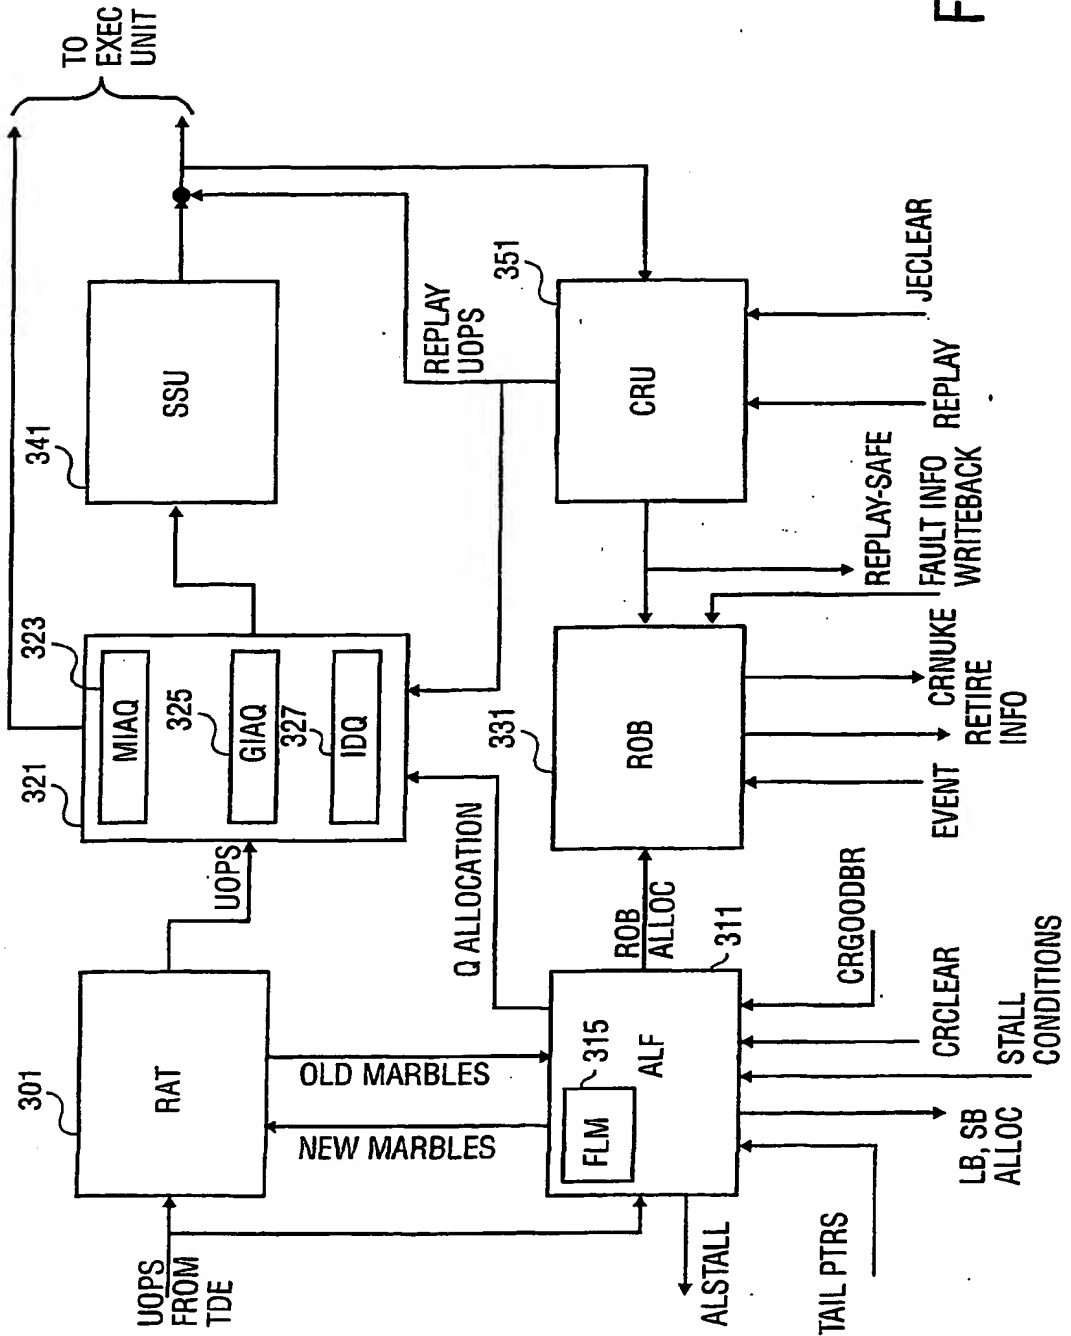 UOPS
FROM
TDE
301
RAT
UOPS
321
MIAQ
323
325
GIAQ
327
IDQ
341
SSU
TO
EXEC
UNIT
OLD MARBLES
NEW MARBLES
Q ALLOCATION
REPLAY
UOPS
315
FLM
ALF
311
ROB
ALLOC
331
ROB
351
CRU
ALSTALL
TAIL PTRS
LB, SB
ALLOC
STALL
CONDITIONS
CRCLEAR
CRGOODBR
EVENT
RETIRE
INFO
CRNUKE
FAULT INFO
WRITEBACK
REPLAY-SAFE
REPLAY
JECLEAR